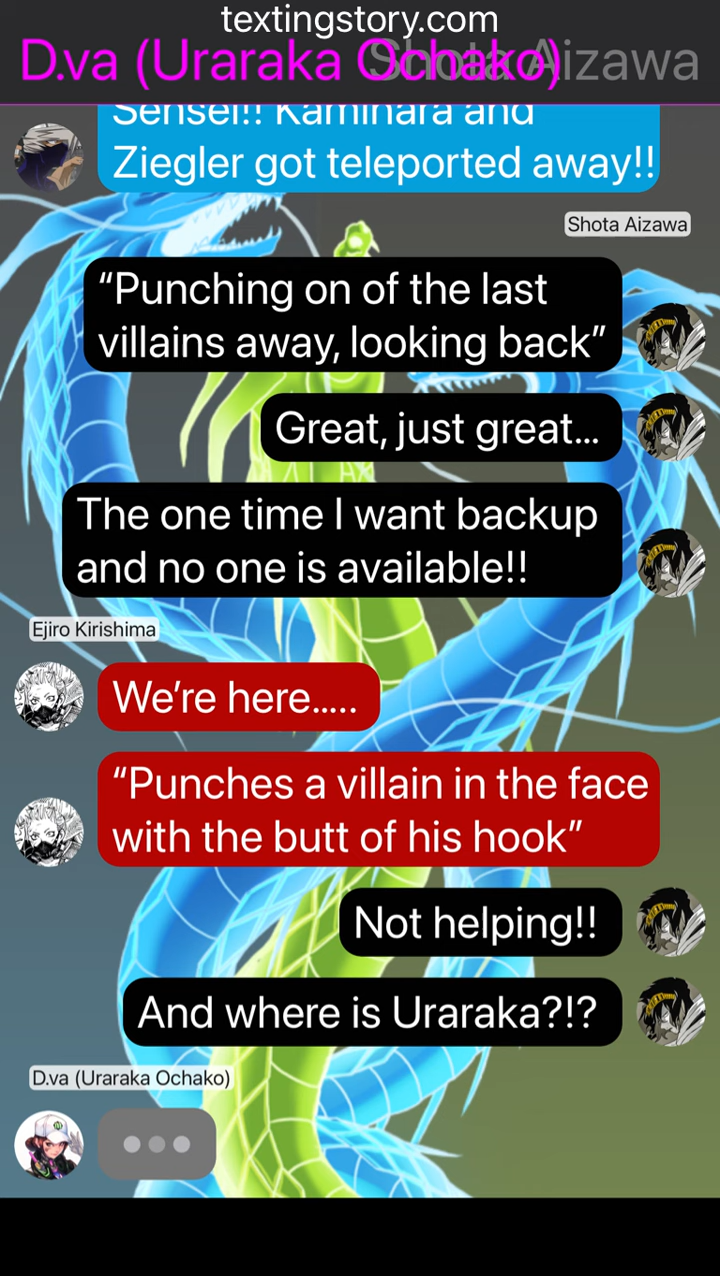 textingstory.com
D.va (Uraraka Ochako)
Shota Aizawa
Sensei!! Kaminara and
Ziegler got teleported away!!
Shota Aizawa
“Punching on of the last
villains away, looking back”
Great, just great...
The one time I want backup
and no one is available!!
Ejiro Kirishima
We’re here.....
“Punches a villain in the face
with the butt of his hook”
Not helping!!
And where is Uraraka?!?
D.va (Uraraka Ochako)